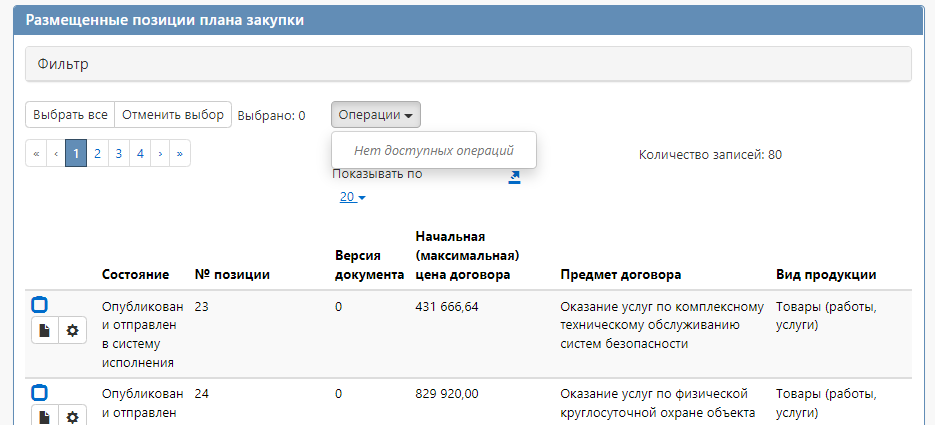 Размещенные позиции плана закупки
Фильтр
Выбрать все Отменить выбор Выбрано: 0 Операции
Нет доступных операций
« ‹ 1 2 3 4 › »
Количество записей: 80
Показывать по
20
Состояние № позиции Версия документа Начальная (максимальная) цена договора Предмет договора Вид продукции
Опубликован 23 0 431 666,64 Оказание услуг по комплексному Товары (работы,
и отправлен техническому обслуживанию услуги)
в систему систем безопасности
исполнения
Опубликован 24 0 829 920,00 Оказание услуг по физической Товары (работы,
и отправлен круглосуточной охране объекта услуги)